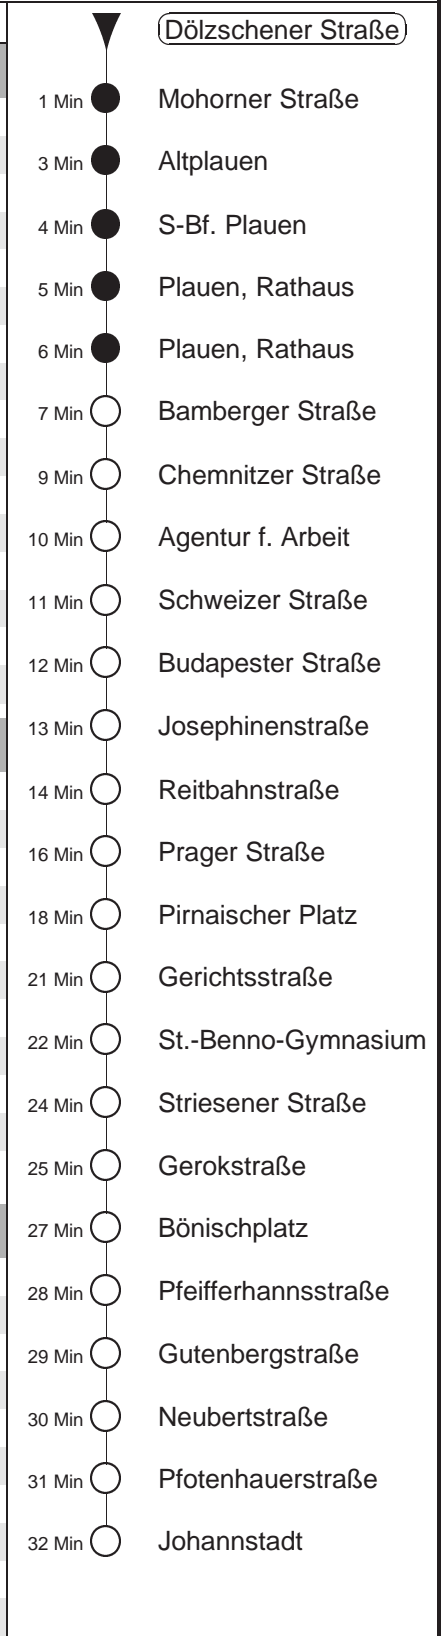 Dölzschener Straße
1 Min Mohorner Straße
3 Min Altplauen
4 Min S-Bf. Plauen
5 Min Plauen, Rathaus
6 Min Plauen, Rathaus
7 Min Bamberger Straße
9 Min Chemnitzer Straße
10 Min Agentur f. Arbeit
11 Min Schweizer Straße
12 Min Budapester Straße
13 Min Josephinenstraße
14 Min Reitbahnstraße
16 Min Prager Straße
18 Min Pirnaischer Platz
21 Min Gerichtsstraße
22 Min St.-Benno-Gymnasium
24 Min Striesener Straße
25 Min Gerokstraße
27 Min Bönischplatz
28 Min Pfeifferhannsstraße
29 Min Gutenbergstraße
30 Min Neubertstraße
31 Min Pfotenhauerstraße
32 Min Johannstadt